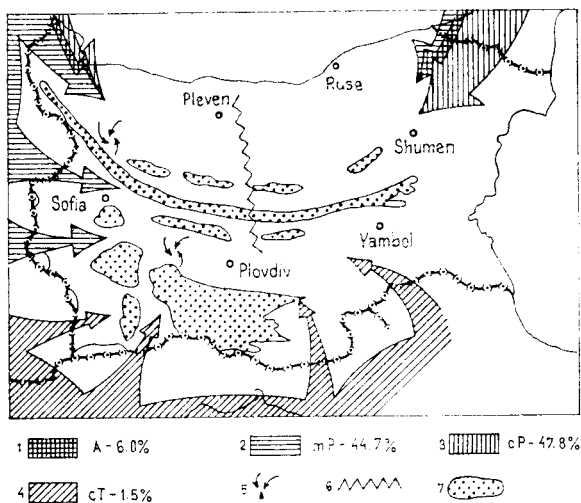 Ruse
Pleven
Shumen
Sofia
Yambol
Plovdiv
1 A - 6.0% 2 mP - 44.7% 3 cP - 47.8%
4 cT - 1.5% 5 6 7